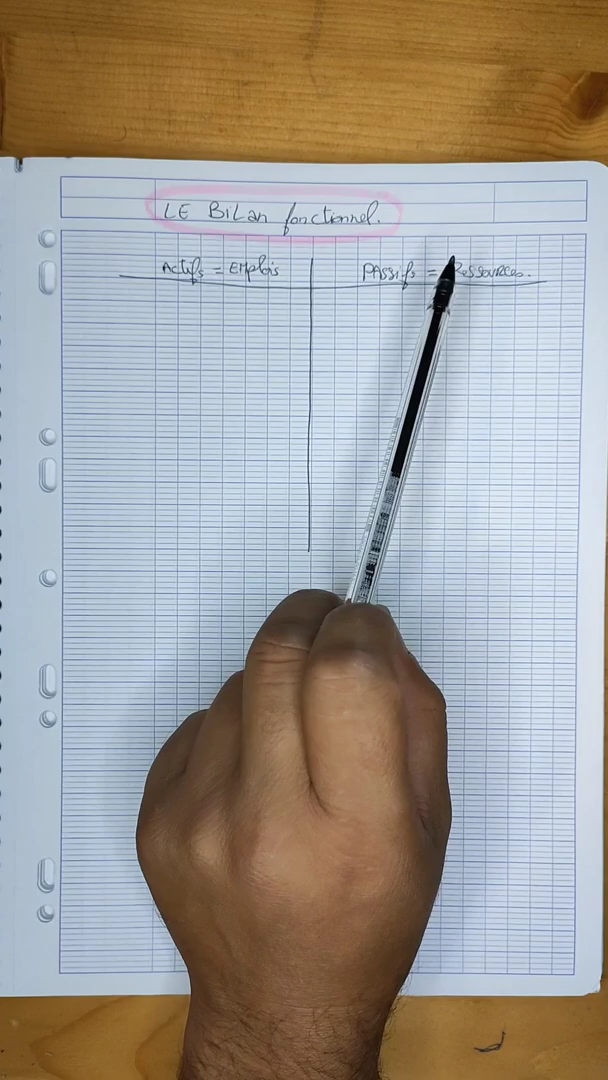 LE BiLan fonctionnel.
Actifs = Emplois
PAssifs = Ressources.